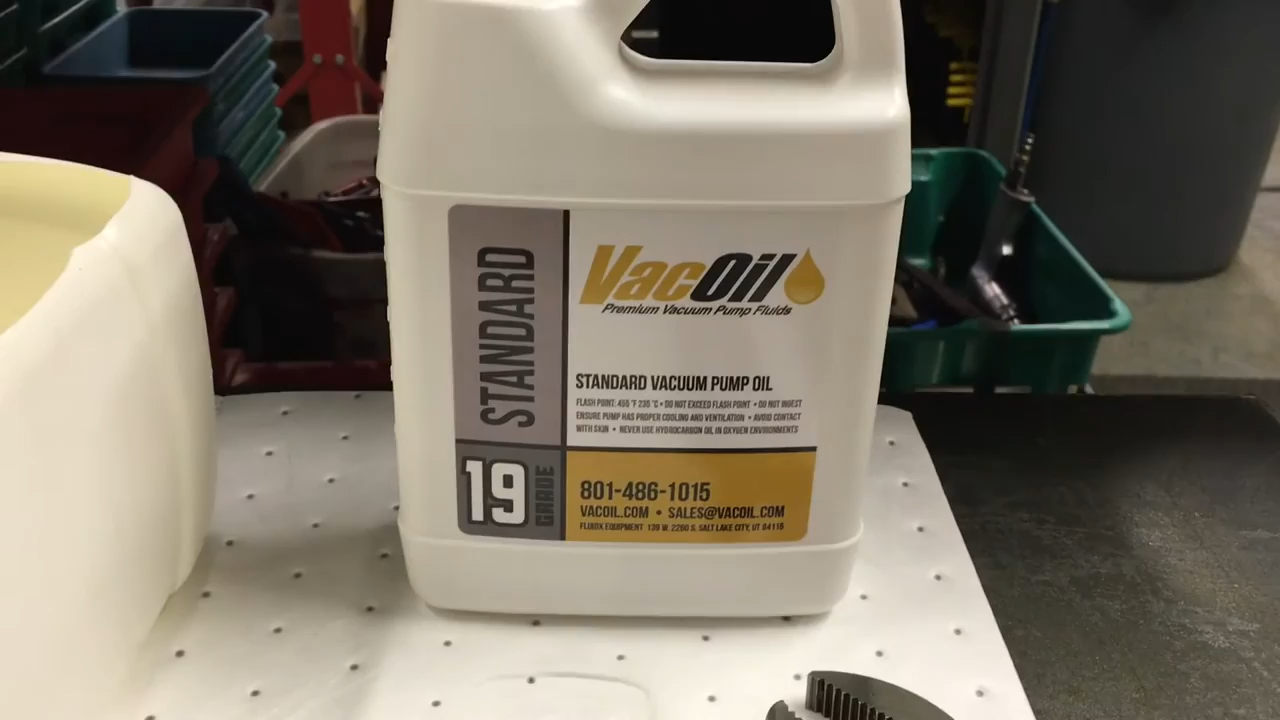 STANDARD
19
GRADE
VacOil
Premium Vacuum Pump Fluids
STANDARD VACUUM PUMP OIL
FLASH POINT: 455 °F 235 °C • DO NOT EXCEED FLASH POINT • DO NOT INGEST
ENSURE PUMP HAS PROPER COOLING AND VENTILATION • AVOID CONTACT
WITH SKIN • NEVER USE HYDROCARBON OIL IN OXYGEN ENVIRONMENTS
801-486-1015
VACOIL.COM • SALES@VACOIL.COM
EQUIPMENT 139 W. 2260 S. SALT LAKE CITY, UT 84115